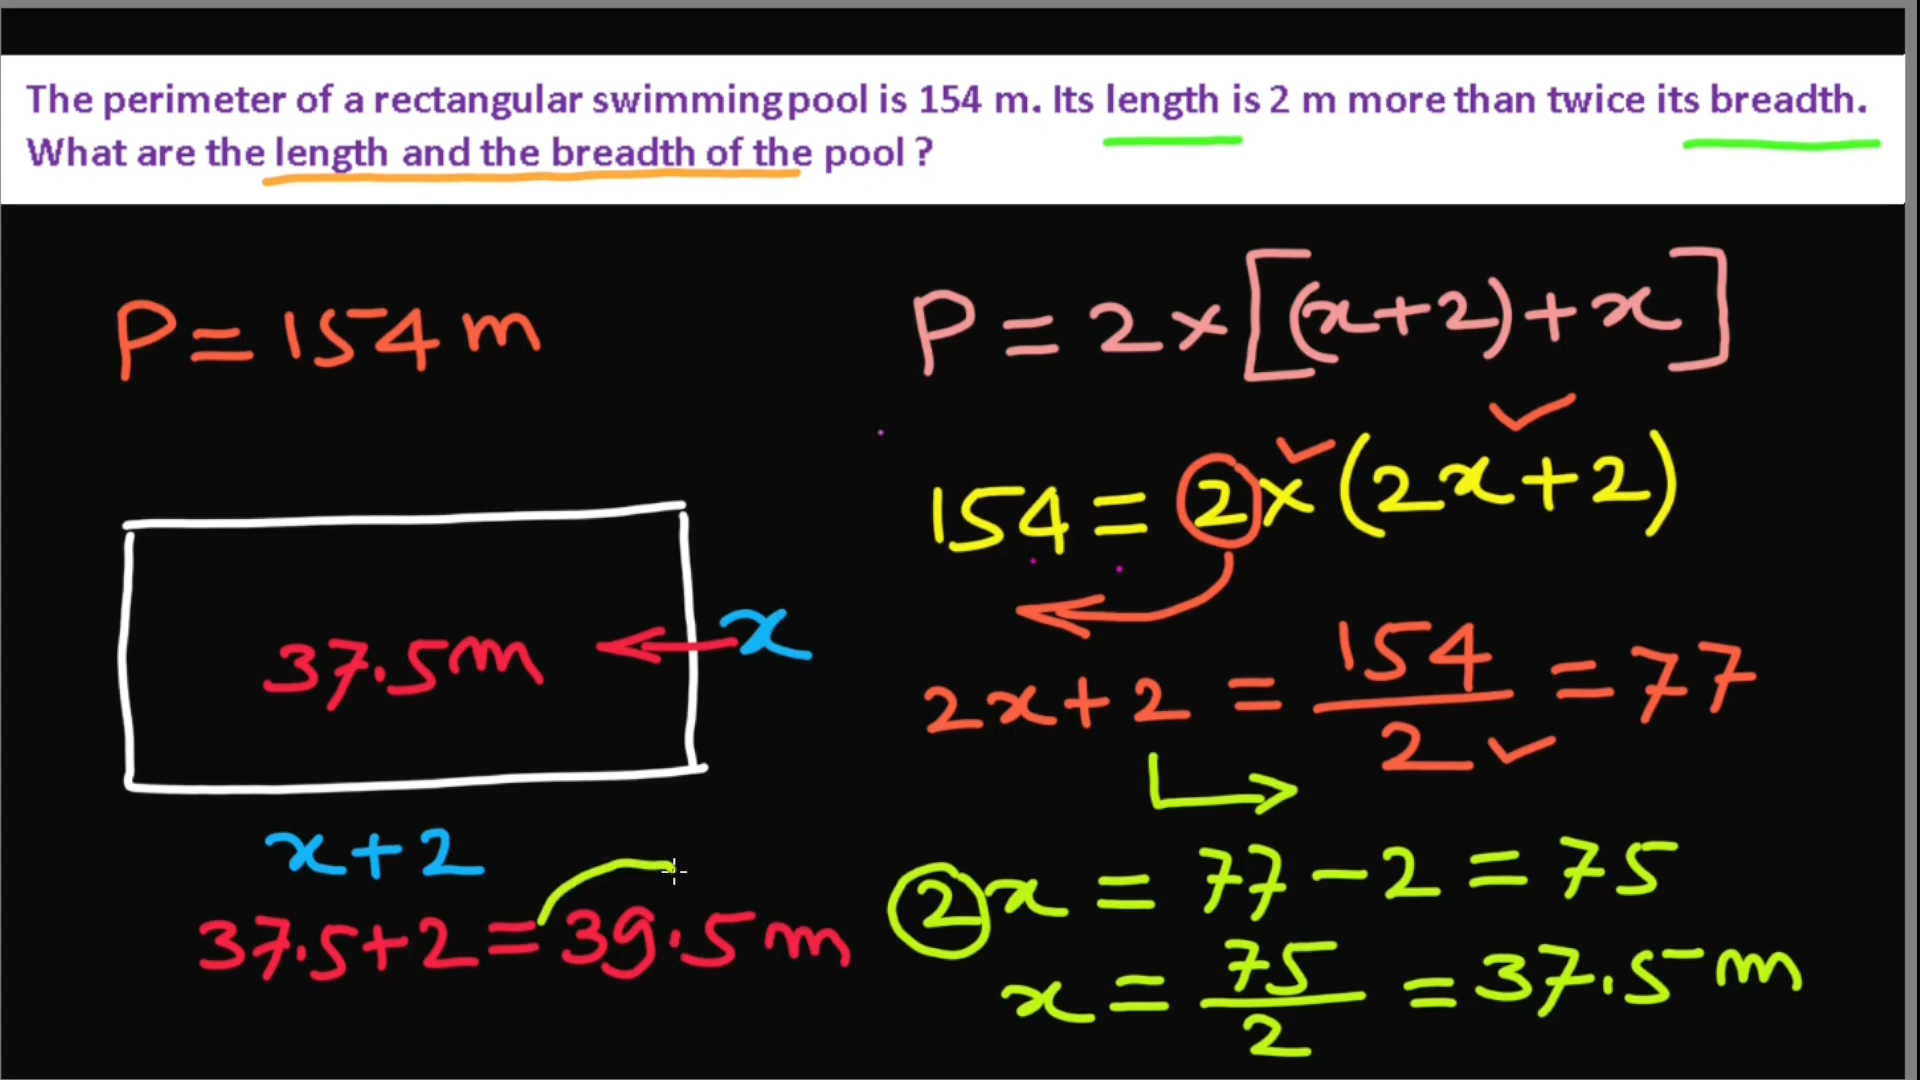 The perimeter of a rectangular swimming pool is 154 m. Its length is 2 m more than twice its breadth.
What are the length and the breadth of the pool ?
P = 154 m
37.5 m
x
x + 2
37.5 + 2 = 39.5 m
P = 2 × [(x + 2) + x]
154 = 2 × (2x + 2)
2x + 2 = 154/2 = 77
2x = 77 - 2 = 75
x = 75/2 = 37.5 m